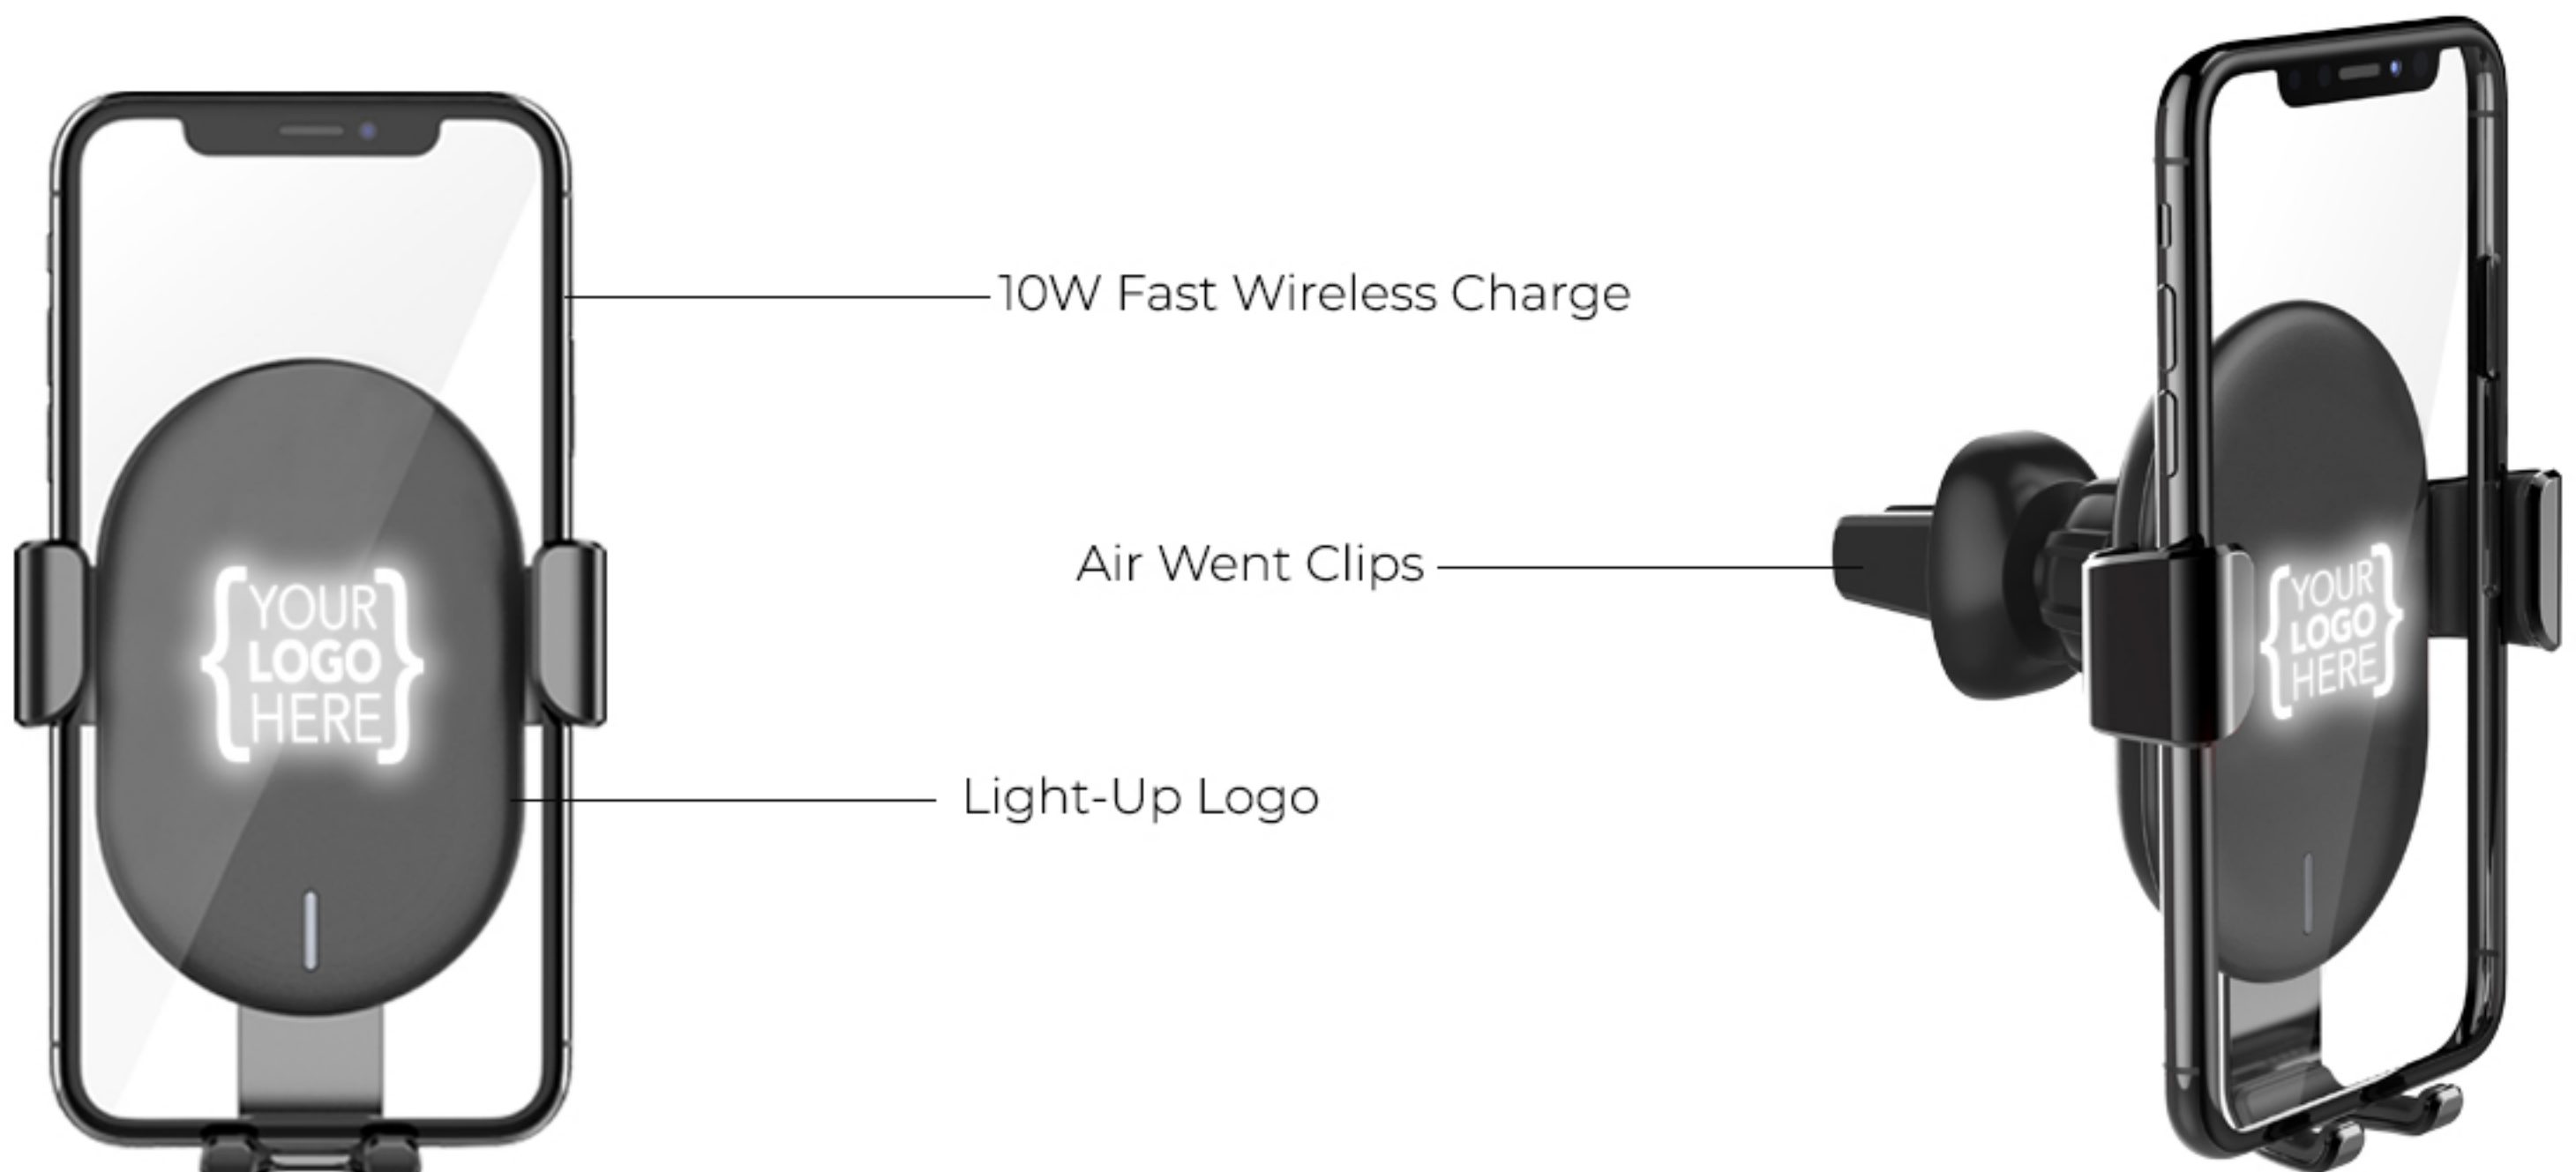 10W Fast Wireless Charge
Air Went Clips
Light-Up Logo
{YOUR
LOGO
HERE}
{YOUR
LOGO
HERE}